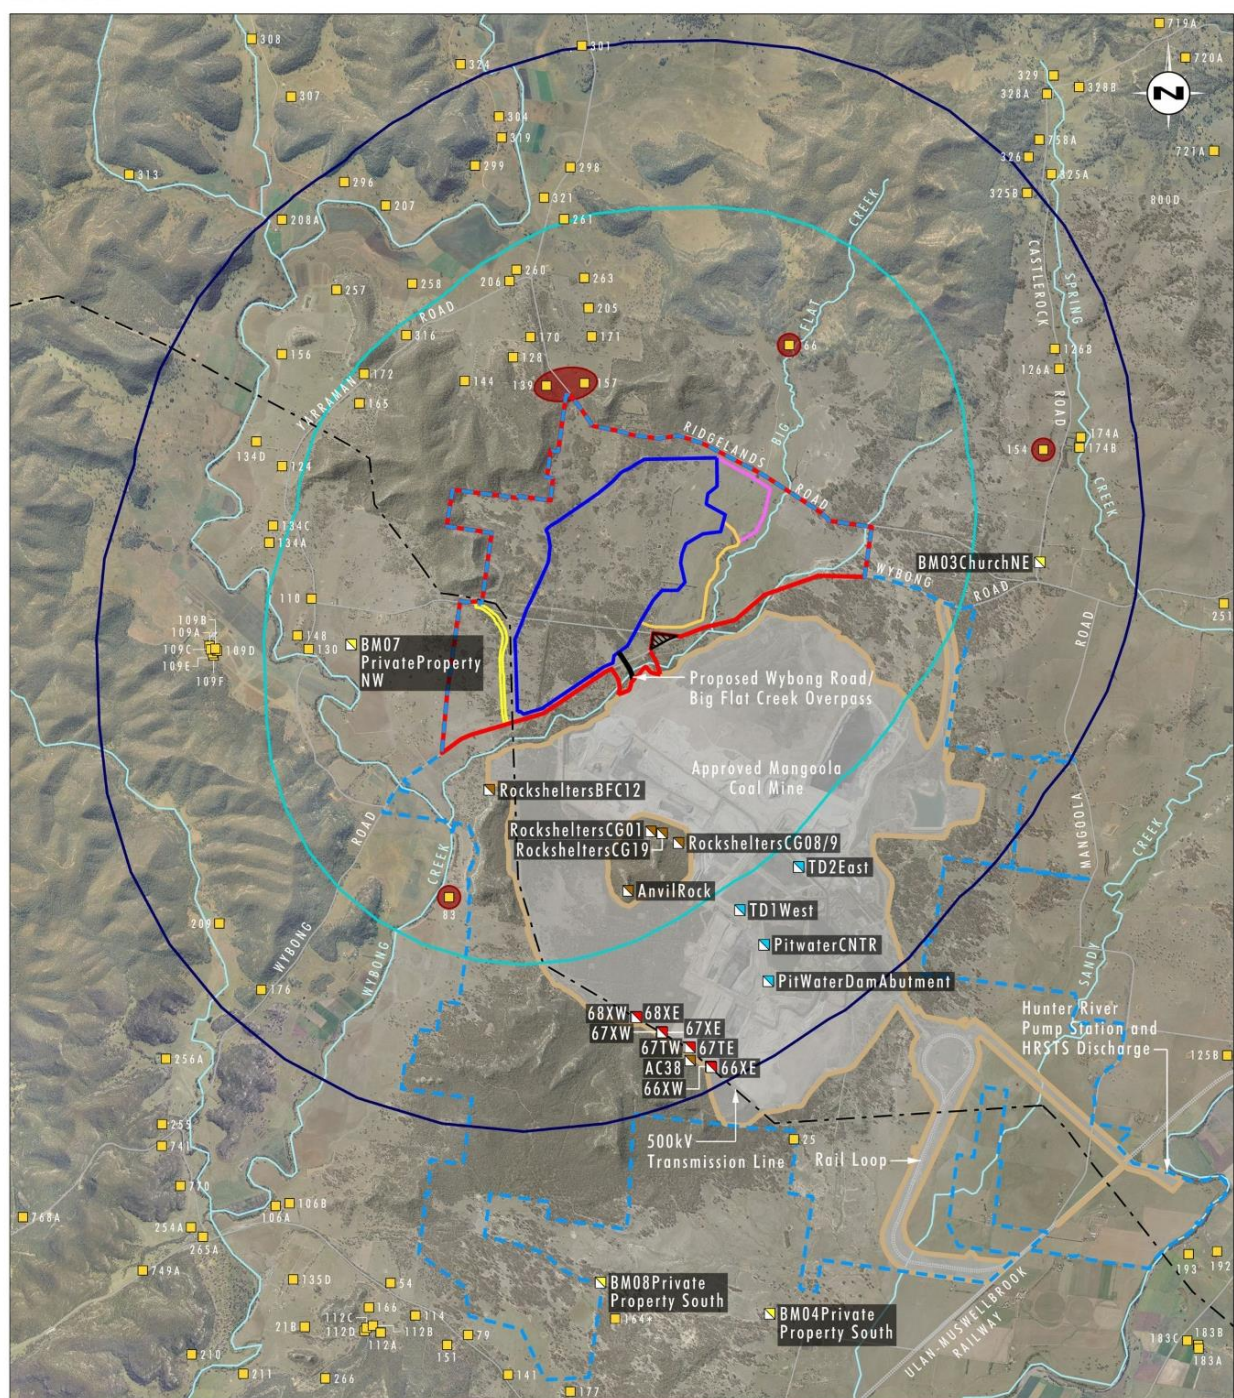 308
301
719A
324
720A
329
328A
328B
307
304
319
758A
326
721A
299
298
313
296
325A
325B
321
207
208A
261
800D
CREEK
CASTLEROCK
SPRING
260
206
258
263
257
ROAD
FLAT
205
316
170
171
66
156
128
126B
126A
172
YARRAMAN
144
139
157
165
BIG
ROAD
RIDGELANDS
174A
174B
134D
154
124
ROAD
CREEK
134C
134A
BM03ChurchNE
WYBONG
ROAD
110
251
109B
109A
109C
109D
109E
109F
148
130
BM07
PrivateProperty
NW
ROAD
Proposed Wybong Road/
Big Flat Creek Overpass
Approved Mangoola
Coal Mine
RocksheltersBFC12
RocksheltersCG01
RocksheltersCG19
RocksheltersCG08/9
ROAD
MANGOOLA
CREEK
CREEK
TD2East
AnvilRock
83
TD1West
209
WYBONG
WYBONG
PitwaterCNTR
SANDY
PitWaterDamAbutment
176
68XW
68XE
67XW
67XE
67TW
67TE
AC38
66XE
66XW
Hunter River
Pump Station and
HRSTS Discharge
256A
125B
255
741
500kV
Transmission Line
25
Rail Loop
770
768A
106A
106B
254A
265A
749A
135D
54
193
192
BM08Private
Property South
166
112C
114
164+
BM04Private
Property South
21B
112D
112B
112A
79
151
ULAN-MUSWELLBROOK
RAILWAY
183C
183B
183A
210
211
266
141
177
N